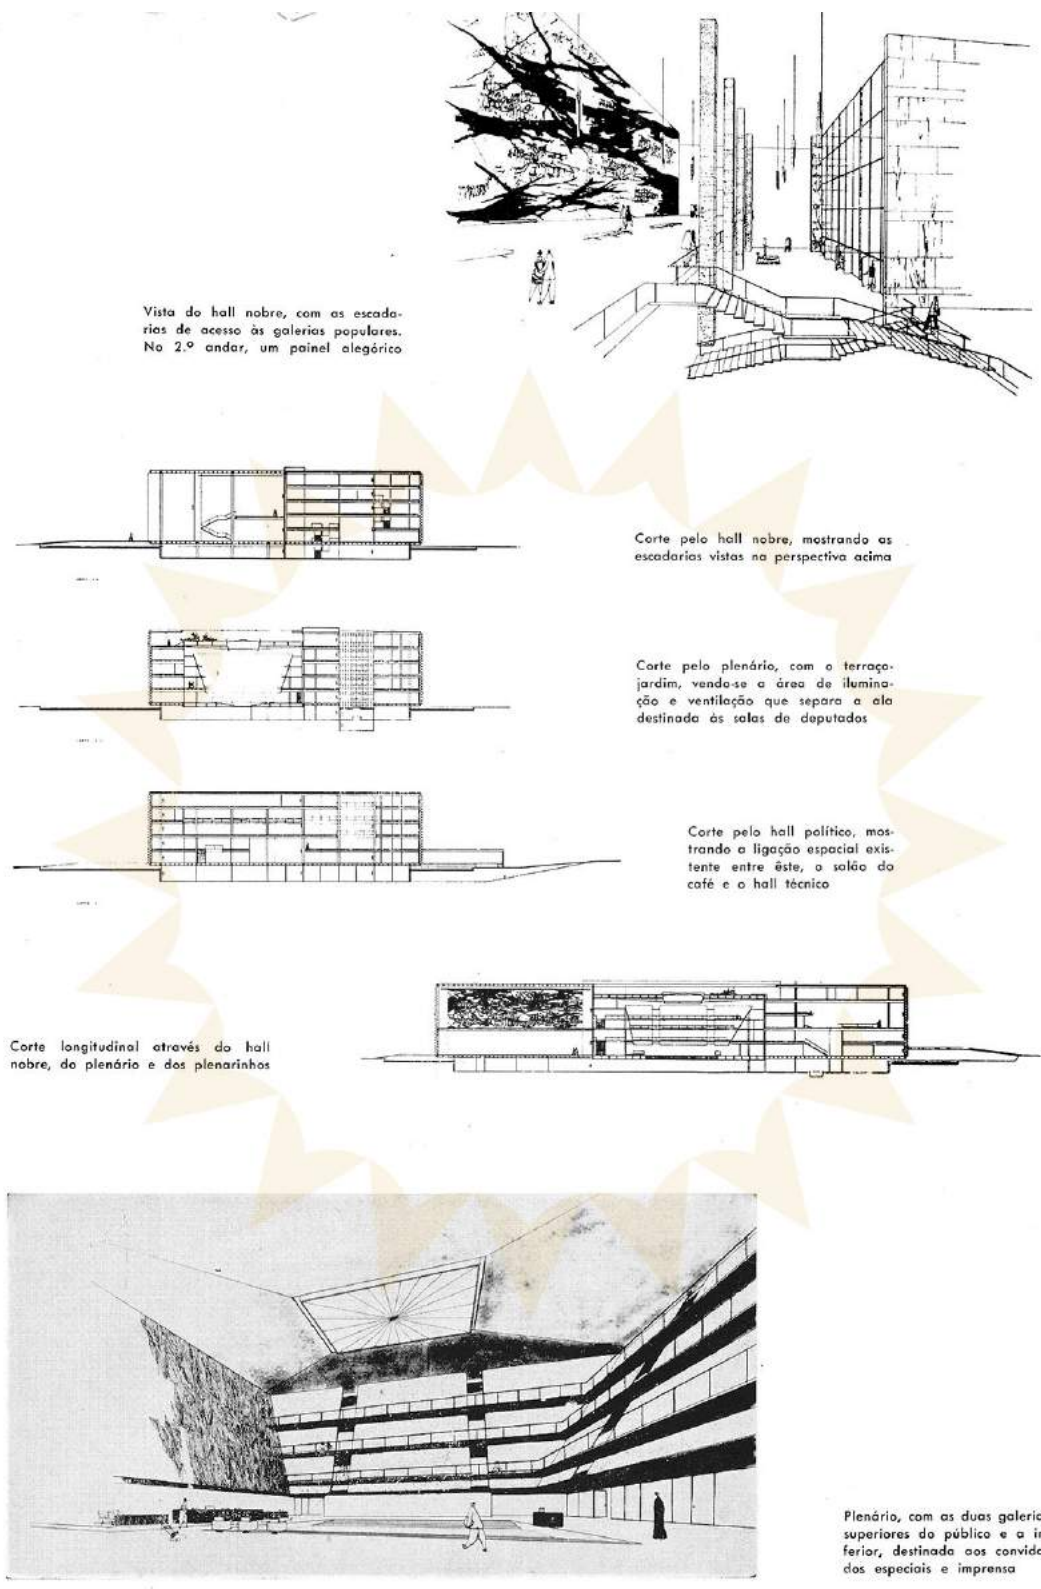 Vista do hall nobre, com as escada-
rias de acesso às galerias populares.
No 2.º andar, um painel alegórico
Corte pelo hall nobre, mostrando as
escadarias vistas na perspectiva acima
Corte pelo plenário, com o terraço-
jardim, vendo-se a área de ilumina-
ção e ventilação que separa a ala
destinada às salas de deputados
Corte pelo hall político, mos-
trando a ligação espacial exis-
tente entre êste, o salão do
café e o hall técnico
Corte longitudinal através do hall
nobre, do plenário e dos plenarinhos
Plenário, com as duas galeria
superiores do público e a in
ferior, destinada aos convida
dos especiais e imprensa